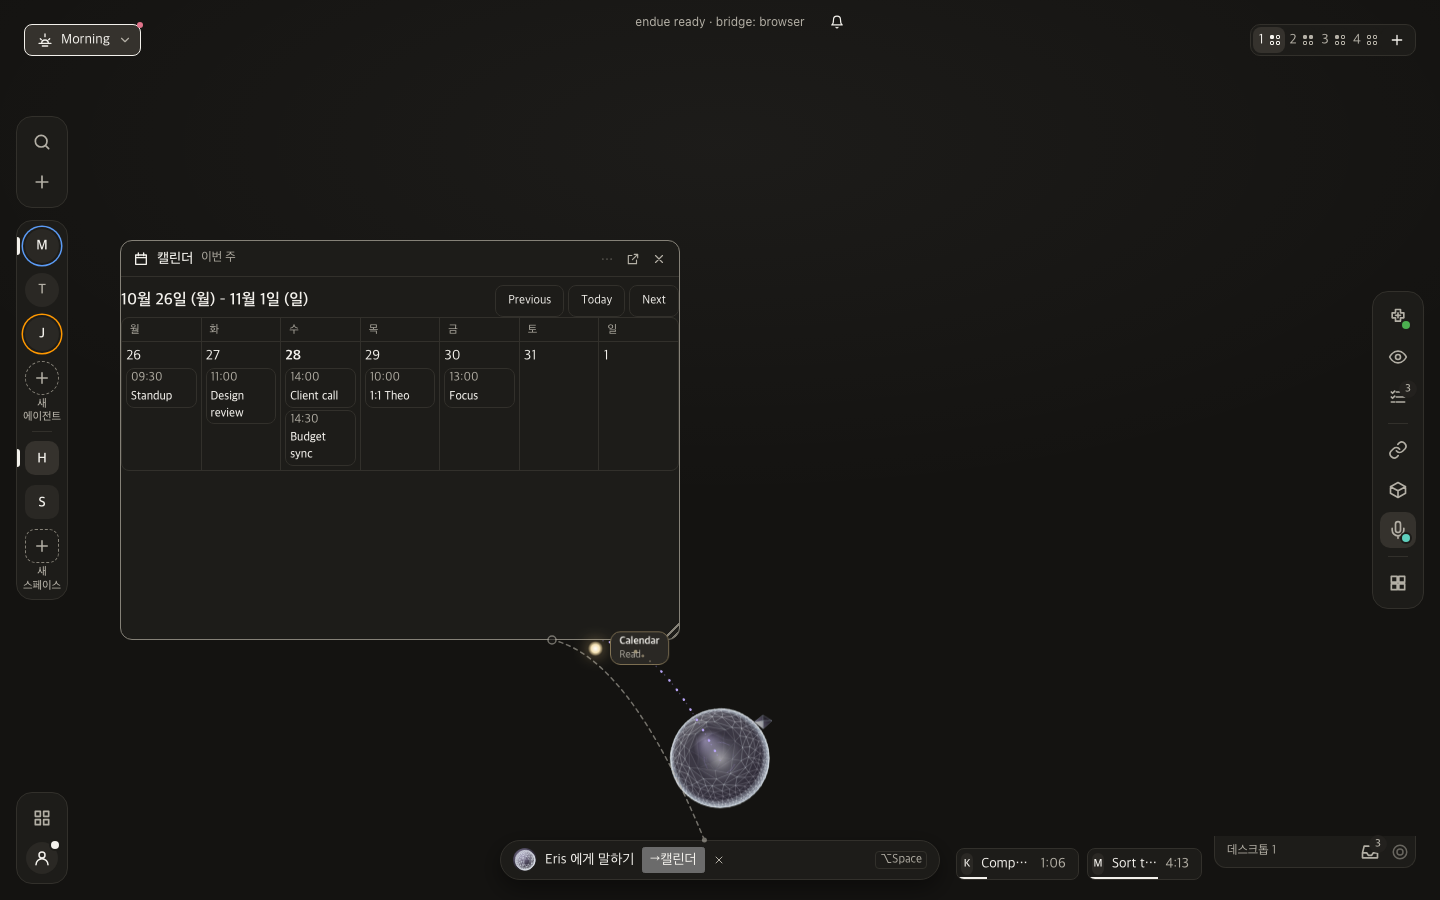 endue ready · bridge: browser
Morning
1 2 3 4
M
T
J
새
에이전트
H
S
새
스페이스
캘린더 이번 주
10월 26일 (월) - 11월 1일 (일)
Previous Today Next
월 화 수 목 금 토 일
26 27 28 29 30 31 1
09:30
Standup
11:00
Design
review
14:00
Client call
14:30
Budget
sync
10:00
1:1 Theo
13:00
Focus
3
Calendar
Read
Eris 에게 말하기 →캘린더 ⌥Space
K Comp··· 1:06
M Sort t··· 4:13
데스크톱 1 3